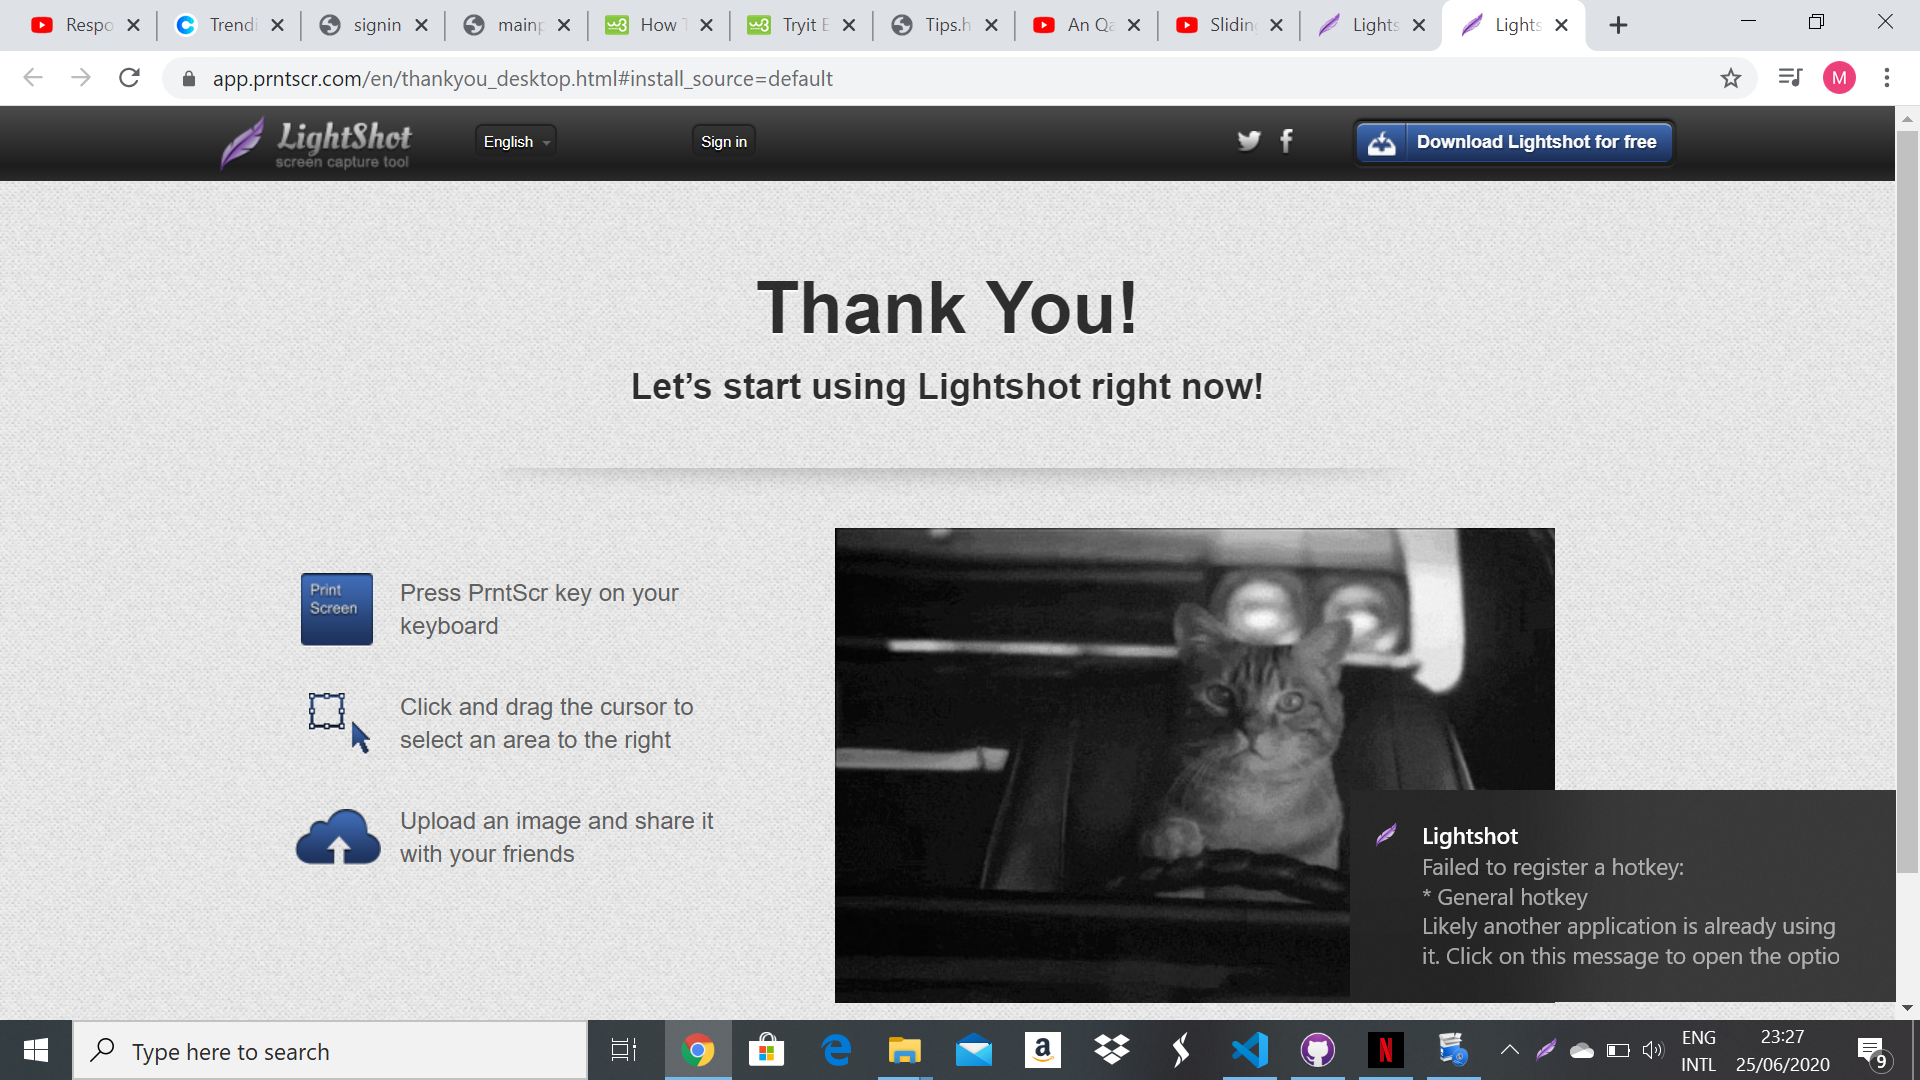 Respo
Trendi
signin
mainp
How T
Tryit E
Tips.h
An Qa
Sliding
Lights
Lights
app.prntscr.com/en/thankyou_desktop.html#install_source=default
M
LightShot
screen capture tool
English
Sign in
Download Lightshot for free
Thank You!
Let's start using Lightshot right now!
Print
Screen
Press PrntScr key on your
keyboard
Click and drag the cursor to
select an area to the right
Upload an image and share it
with your friends
Lightshot
Failed to register a hotkey:
* General hotkey
Likely another application is already using
it. Click on this message to open the optio
Type here to search
ENG
INTL
23:27
25/06/2020
9